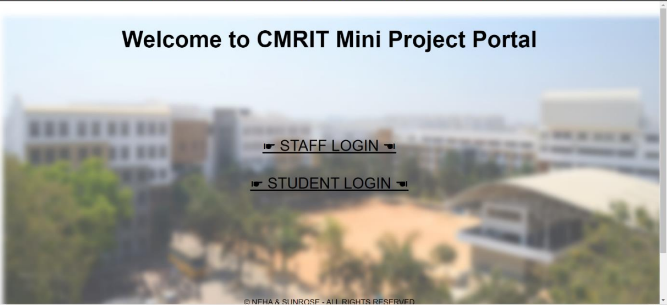 Welcome to CMRIT Mini Project Portal
☛ STAFF LOGIN ☚
☛ STUDENT LOGIN ☚
© NEHA & SUNROSE - ALL RIGHTS RESERVED